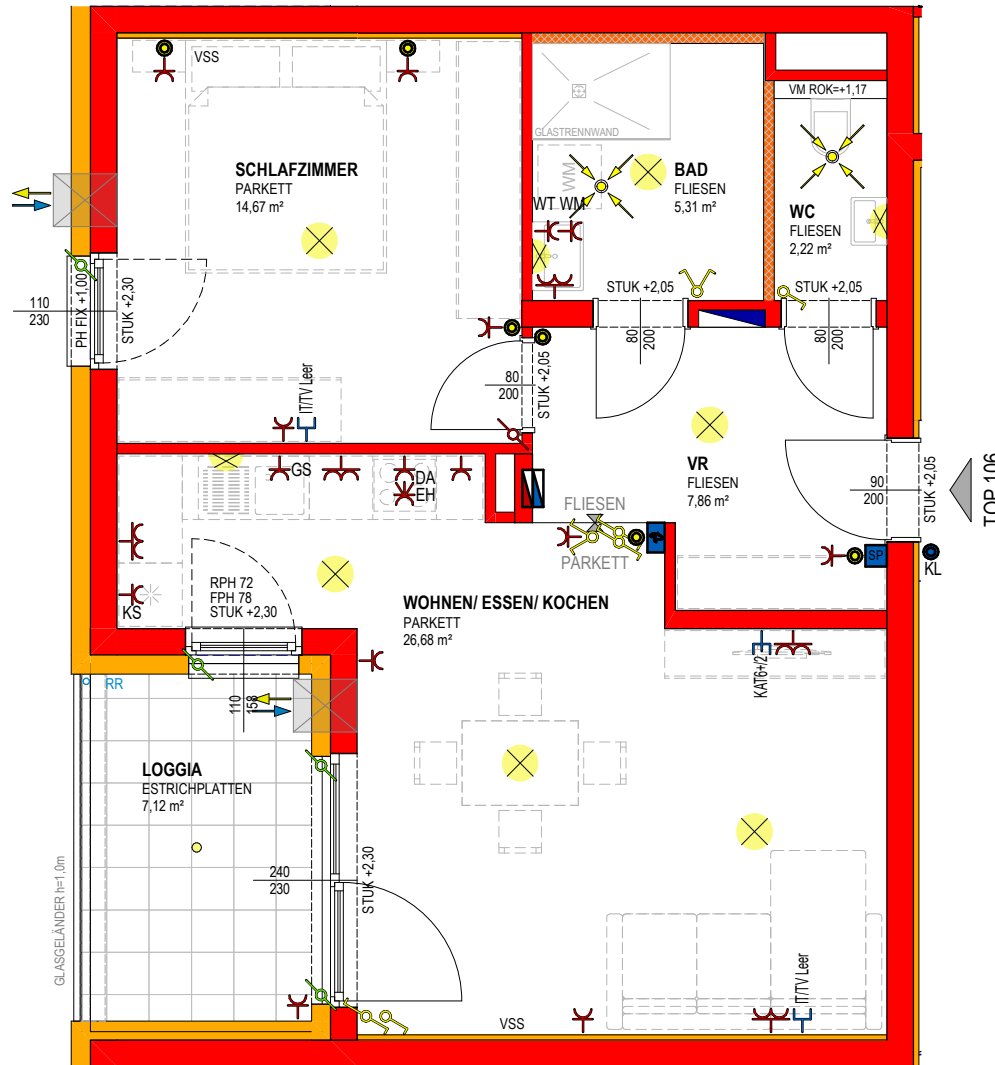 VSS
VM ROK=+1,17
GLASTRENNWAND
SCHLAFZIMMER
PARKETT
14,67 m²
WM
BAD
FLIESEN
5,31 m²
WT WM
WC
FLIESEN
2,22 m²
110
230
PH FIX +1,00
STUK +2,30
STUK +2,05
STUK +2,05
80
200
80
200
80
200
STUK +2,05
IT/TV Leer
GS
DA
EH
VR
FLIESEN
7,86 m²
90
200
STUK +2,05
TOP 106
FLIESEN
PARKETT
SP
KL
KS
RPH 72
FPH 78
STUK +2,30
WOHNEN/ ESSEN/ KOCHEN
PARKETT
26,68 m²
KAT6+/2
RR
110
158
LOGGIA
ESTRICHPLATTEN
7,12 m²
240
230
STUK +2,30
GLASGELÄNDER h=1,0m
VSS
IT/TV Leer